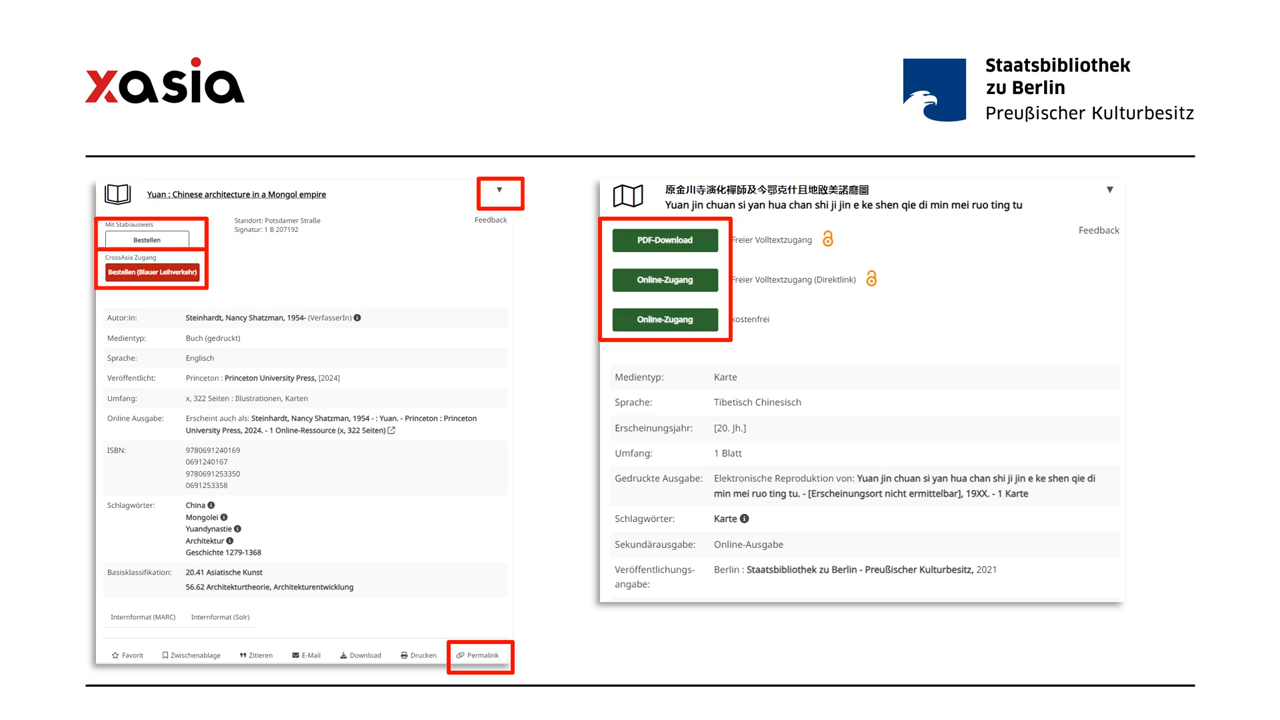 xasia
Staatsbibliothek
zu Berlin
Preußischer Kulturbesitz
Yuan : Chinese architecture in a Mongol empire
Mit Stabiausweis
Bestellen
Standort: Potsdamer Straße
Signatur: 1 B 207192
Feedback
CrossAsia Zugang
Bestellen (Blauer Leihverkehr)
Autor:in: Steinhardt, Nancy Shatzman, 1954- (VerfasserIn)
Medientyp: Buch (gedruckt)
Sprache: Englisch
Veröffentlicht: Princeton : Princeton University Press, [2024]
Umfang: x, 322 Seiten : Illustrationen, Karten
Online Ausgabe: Erscheint auch als: Steinhardt, Nancy Shatzman, 1954 - : Yuan. - Princeton : Princeton
University Press, 2024. - 1 Online-Ressource (x, 322 Seiten)
ISBN: 9780691240169
0691240167
9780691253350
0691253358
Schlagwörter: China
Mongolei
Yuandynastie
Architektur
Geschichte 1279-1368
Basisklassifikation: 20.41 Asiatische Kunst
56.62 Architekturtheorie, Architekturentwicklung
Internformat (MARC) Internformat (Solr)
Favorit Zwischenablage Zitieren E-Mail Download Drucken Permalink
原金川寺演化禪師及今鄂克什且地敃美諾廳圖
Yuan jin chuan si yan hua chan shi ji jin e ke shen qie di min mei ruo ting tu
Feedback
PDF-Download Freier Volltextzugang
Online-Zugang Freier Volltextzugang (Direktlink)
Online-Zugang kostenfrei
Medientyp: Karte
Sprache: Tibetisch Chinesisch
Erscheinungsjahr: [20. Jh.]
Umfang: 1 Blatt
Gedruckte Ausgabe: Elektronische Reproduktion von: Yuan jin chuan si yan hua chan shi ji jin e ke shen qie di
min mei ruo ting tu. - [Erscheinungsort nicht ermittelbar], 19XX. - 1 Karte
Schlagwörter: Karte
Sekundärausgabe: Online-Ausgabe
Veröffentlichungs-
angabe: Berlin : Staatsbibliothek zu Berlin - Preußischer Kulturbesitz, 2021